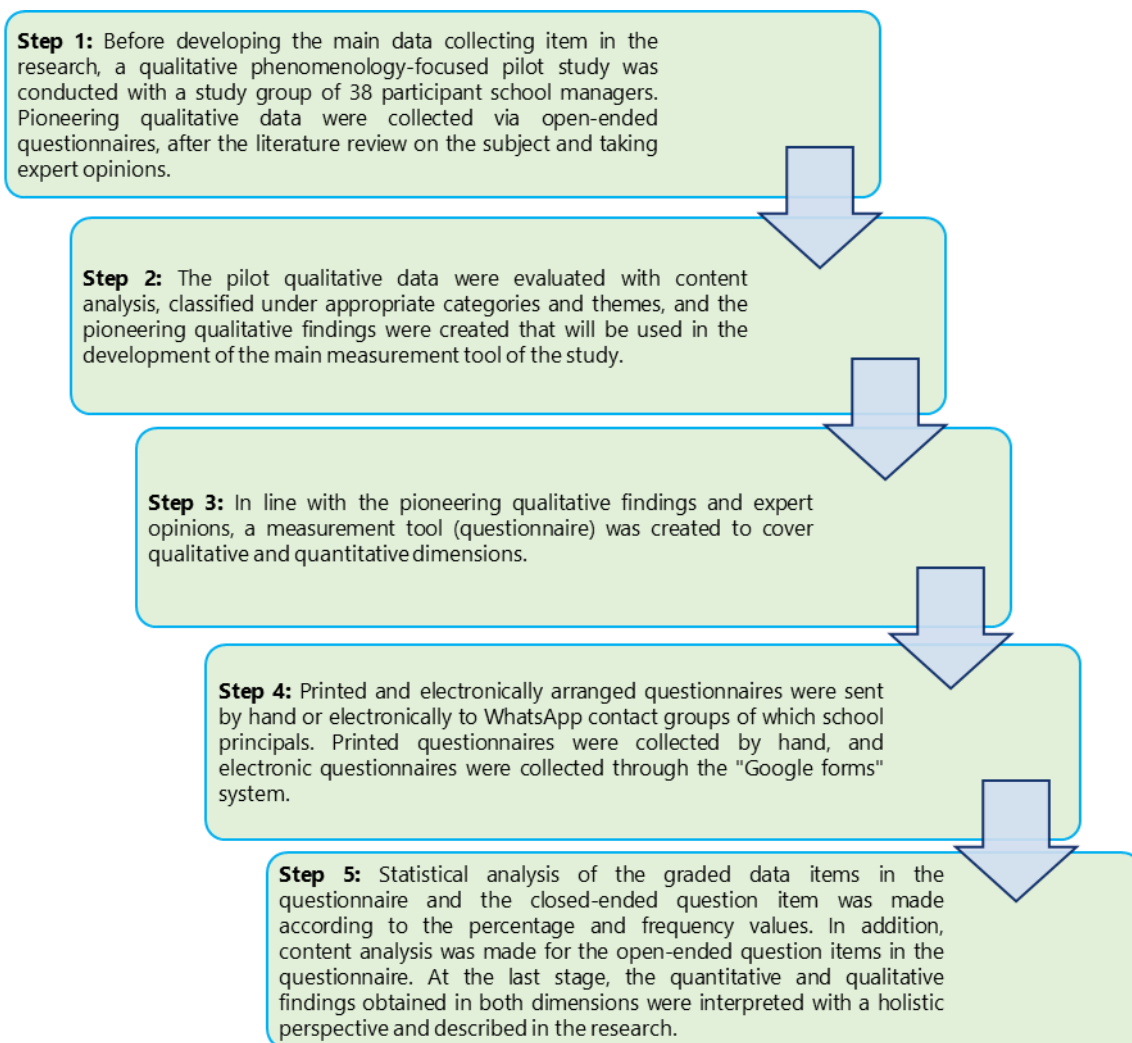 Step 1: Before developing the main data collecting item in the
research, a qualitative phenomenology-focused pilot study was
conducted with a study group of 38 participant school managers.
Pioneering qualitative data were collected via open-ended
questionnaires, after the literature review on the subject and taking
expert opinions.
Step 2: The pilot qualitative data were evaluated with content
analysis, classified under appropriate categories and themes, and the
pioneering qualitative findings were created that will be used in the
development of the main measurement tool of the study.
Step 3: In line with the pioneering qualitative findings and expert
opinions, a measurement tool (questionnaire) was created to cover
qualitative and quantitative dimensions.
Step 4: Printed and electronically arranged questionnaires were sent
by hand or electronically to WhatsApp contact groups of which school
principals. Printed questionnaires were collected by hand, and
electronic questionnaires were collected through the "Google forms"
system.
Step 5: Statistical analysis of the graded data items in the
questionnaire and the closed-ended question item was made
according to the percentage and frequency values. In addition,
content analysis was made for the open-ended question items in the
questionnaire. At the last stage, the quantitative and qualitative
findings obtained in both dimensions were interpreted with a holistic
perspective and described in the research.